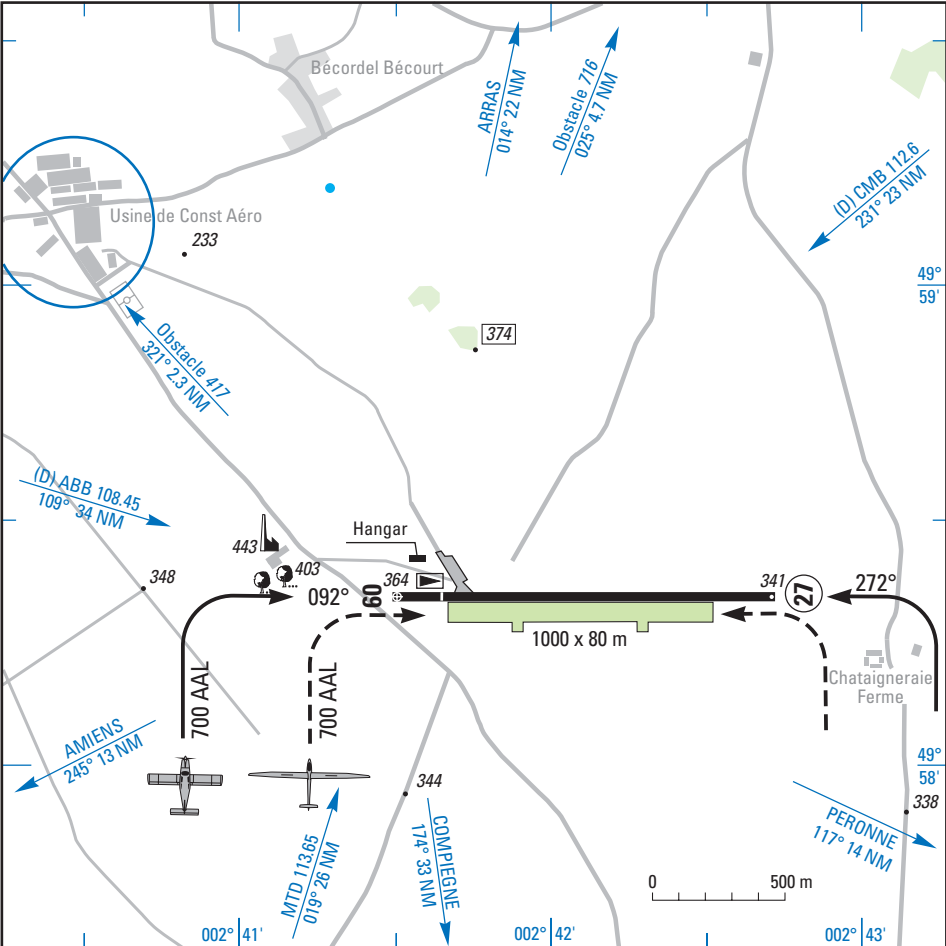 Bécordel Bécourt
ARRAS
014° 22 NM
Obstacle 716
025° 4.7 NM
(D) CMB 112.6
231° 23 NM
Usine de Const Aéro
233
49°
59'
374
Obstacle 417
321° 2.3 NM
(D) ABB 108.45
109° 34 NM
443
403
Hangar
348
364
341
092°
09
27
272°
1000 x 80 m
Chataigneraie
Ferme
700 AAL
700 AAL
AMIENS
245° 13 NM
49°
58'
344
338
MTD 113.65
019° 26 NM
COMPIEGNE
174° 33 NM
PERONNE
117° 14 NM
0
500 m
002° 41'
002° 42'
002° 43'